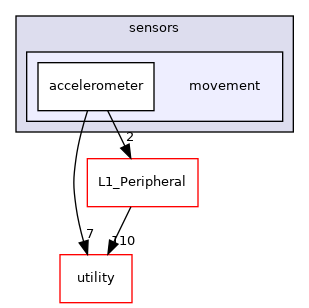 sensors
accelerometer
movement
2
L1_Peripheral
7
110
utility